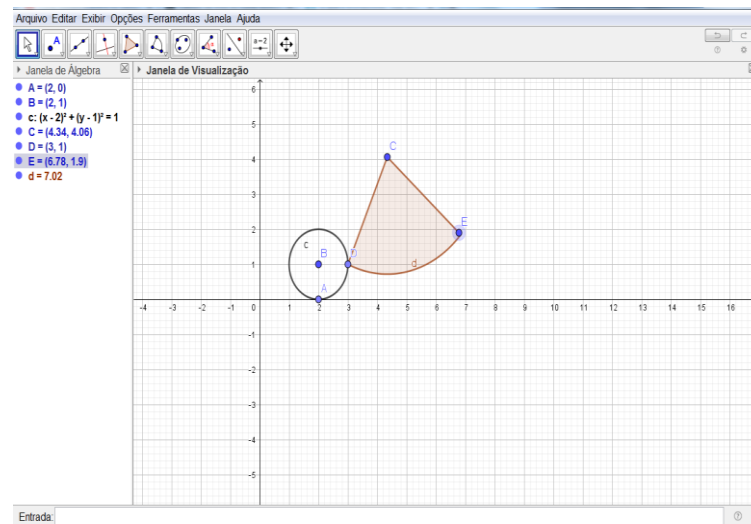 Arquivo Editar Exibir Opções Ferramentas Janela Ajuda
A
a=2
Janela de Álgebra
Janela de Visualização
A = (2, 0)
B = (2, 1)
c: (x - 2)² + (y - 1)² = 1
C = (4.34, 4.06)
D = (3, 1)
E = (6.78, 1.9)
d = 7.02
6
5
4
3
2
1
0
-1
-2
-3
-4
-5
-4 -3 -2 -1 0 1 2 3 4 5 6 7 8 9 10 11 12 13 14 15 16
C
E
c
B
D
d
A
Entrada: